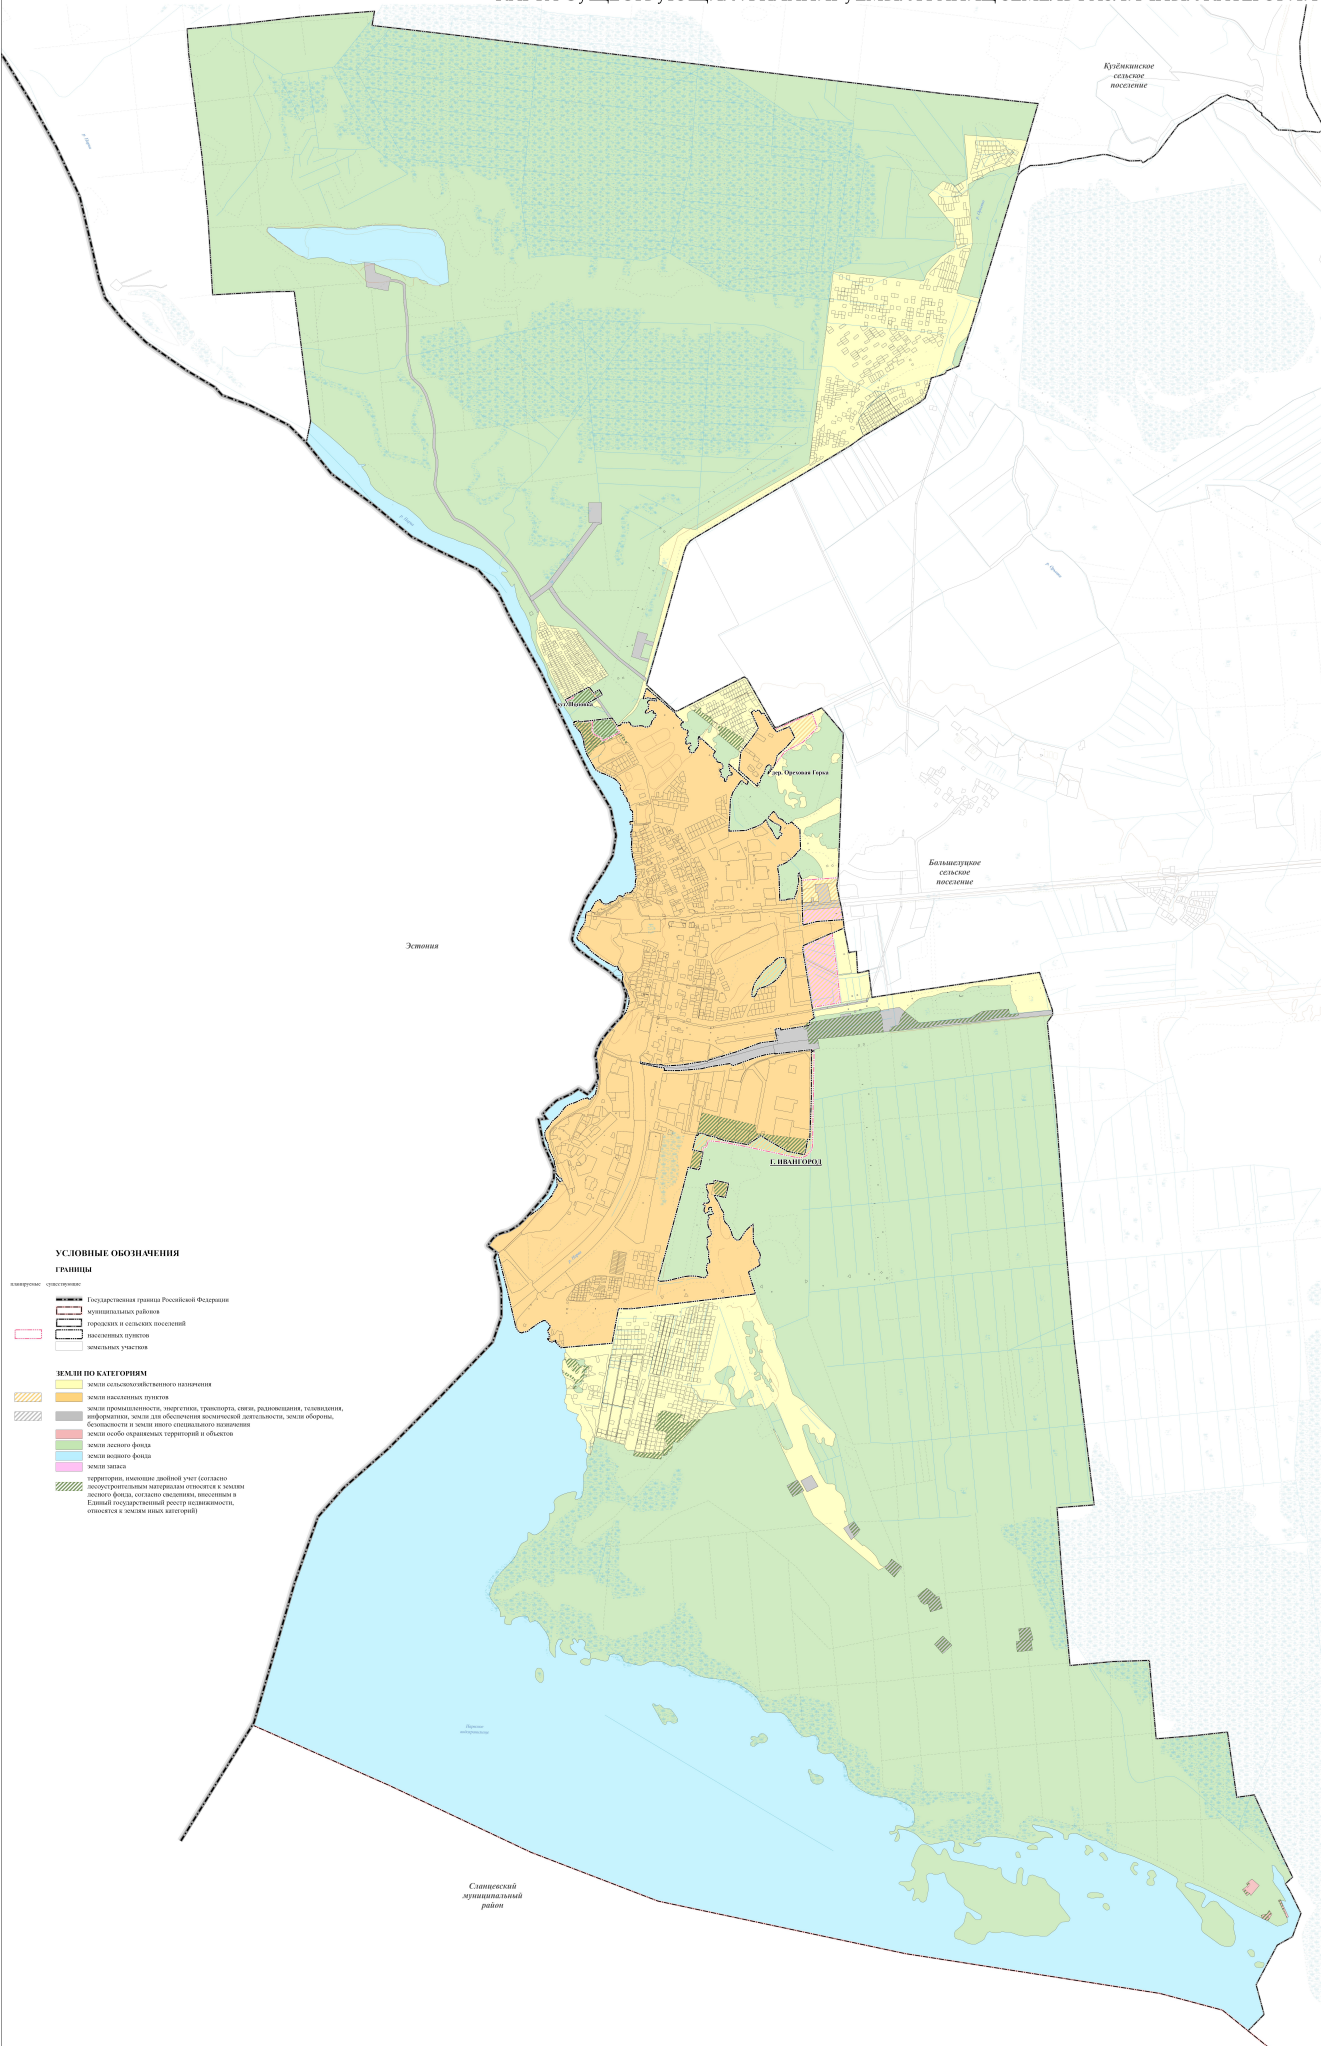 Кузёмкинское
сельское
поселение
р. Нарва
дер. Ореховая Горка
Большелуцкое
сельское
поселение
Эстония
Г. ИВАНГОРОД
УСЛОВНЫЕ ОБОЗНАЧЕНИЯ
ГРАНИЦЫ
планируемые существующие
Государственная граница Российской Федерации
муниципальных районов
городских и сельских поселений
населенных пунктов
земельных участков
ЗЕМЛИ ПО КАТЕГОРИЯМ
земли сельскохозяйственного назначения
земли населенных пунктов
земли промышленности, энергетики, транспорта, связи, радиовещания, телевидения,
информатики, земли для обеспечения космической деятельности, земли обороны,
безопасности и земли иного специального назначения
земли особо охраняемых территорий и объектов
земли лесного фонда
земли водного фонда
земли запаса
территории, имеющие двойной учет (согласно
лесоустроительным материалам относятся к землям
лесного фонда, согласно сведениям, внесенным в
Единый государственный реестр недвижимости,
относятся к землям иных категорий)
Нарвское
водохранилище
Сланцевский
муниципальный
район